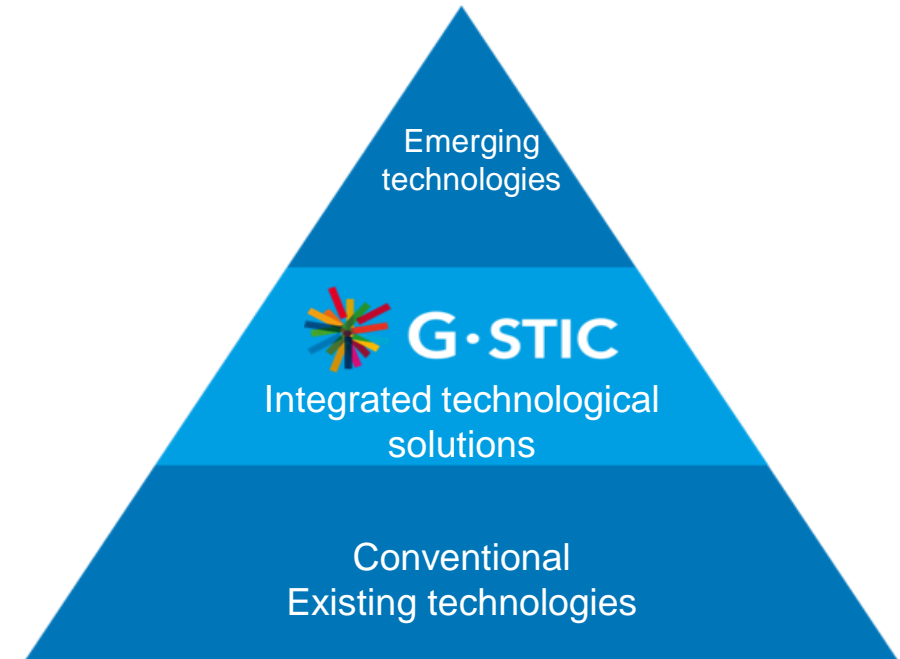 Emerging
technologies
G·STIC
Integrated technological
solutions
Conventional
Existing technologies